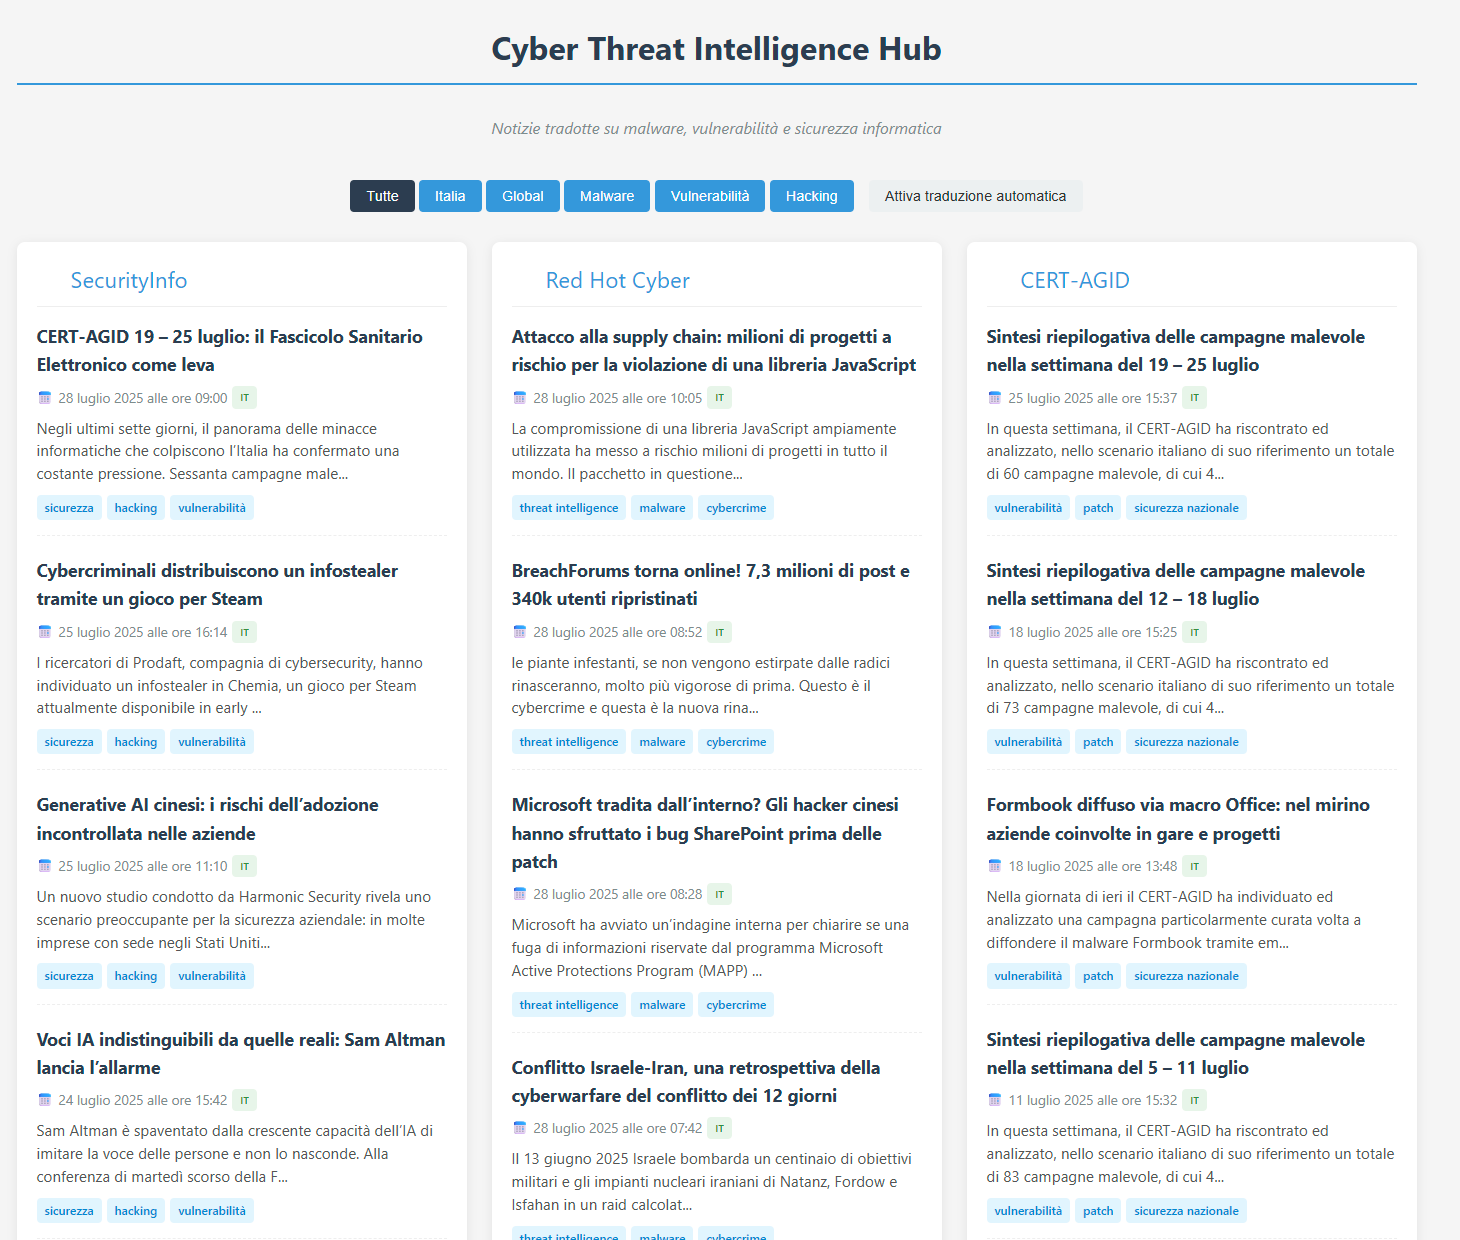 Cyber Threat Intelligence Hub
Notizie tradotte su malware, vulnerabilità e sicurezza informatica
Tutte Italia Global Malware Vulnerabilità Hacking Attiva traduzione automatica
SecurityInfo
CERT-AGID 19 – 25 luglio: il Fascicolo Sanitario
Elettronico come leva
28 luglio 2025 alle ore 09:00 IT
Negli ultimi sette giorni, il panorama delle minacce
informatiche che colpiscono l’Italia ha confermato una
costante pressione. Sessanta campagne male...
sicurezza hacking vulnerabilità
Cybercriminali distribuiscono un infostealer
tramite un gioco per Steam
25 luglio 2025 alle ore 16:14 IT
I ricercatori di Prodaft, compagnia di cybersecurity, hanno
individuato un infostealer in Chemia, un gioco per Steam
attualmente disponibile in early ...
sicurezza hacking vulnerabilità
Generative AI cinesi: i rischi dell’adozione
incontrollata nelle aziende
25 luglio 2025 alle ore 11:10 IT
Un nuovo studio condotto da Harmonic Security rivela uno
scenario preoccupante per la sicurezza aziendale: in molte
imprese con sede negli Stati Uniti...
sicurezza hacking vulnerabilità
Voci IA indistinguibili da quelle reali: Sam Altman
lancia l’allarme
24 luglio 2025 alle ore 15:42 IT
Sam Altman è spaventato dalla crescente capacità dell’IA di
imitare la voce delle persone e non lo nasconde. Alla
conferenza di martedì scorso della F...
sicurezza hacking vulnerabilità
Red Hot Cyber
Attacco alla supply chain: milioni di progetti a
rischio per la violazione di una libreria JavaScript
28 luglio 2025 alle ore 10:05 IT
La compromissione di una libreria JavaScript ampiamente
utilizzata ha messo a rischio milioni di progetti in tutto il
mondo. Il pacchetto in questione...
threat intelligence malware cybercrime
BreachForums torna online! 7,3 milioni di post e
340k utenti ripristinati
28 luglio 2025 alle ore 08:52 IT
le piante infestanti, se non vengono estirpate dalle radici
rinasceranno, molto più vigorose di prima. Questo è il
cybercrime e questa è la nuova rina...
threat intelligence malware cybercrime
Microsoft tradita dall’interno? Gli hacker cinesi
hanno sfruttato i bug SharePoint prima delle
patch
28 luglio 2025 alle ore 08:28 IT
Microsoft ha avviato un’indagine interna per chiarire se una
fuga di informazioni riservate dal programma Microsoft
Active Protections Program (MAPP) ...
threat intelligence malware cybercrime
Conflitto Israele-Iran, una retrospettiva della
cyberwarfare del conflitto dei 12 giorni
28 luglio 2025 alle ore 07:42 IT
Il 13 giugno 2025 Israele bombarda un centinaio di obiettivi
militari e gli impianti nucleari iraniani di Natanz, Fordow e
Isfahan in un raid calcolat...
threat intelligence malware cybercrime
CERT-AGID
Sintesi riepilogativa delle campagne malevole
nella settimana del 19 – 25 luglio
25 luglio 2025 alle ore 15:37 IT
In questa settimana, il CERT-AGID ha riscontrato ed
analizzato, nello scenario italiano di suo riferimento un totale
di 60 campagne malevole, di cui 4...
vulnerabilità patch sicurezza nazionale
Sintesi riepilogativa delle campagne malevole
nella settimana del 12 – 18 luglio
18 luglio 2025 alle ore 15:25 IT
In questa settimana, il CERT-AGID ha riscontrato ed
analizzato, nello scenario italiano di suo riferimento un totale
di 73 campagne malevole, di cui 4...
vulnerabilità patch sicurezza nazionale
Formbook diffuso via macro Office: nel mirino
aziende coinvolte in gare e progetti
18 luglio 2025 alle ore 13:48 IT
Nella giornata di ieri il CERT-AGID ha individuato ed
analizzato una campagna particolarmente curata volta a
diffondere il malware Formbook tramite em...
vulnerabilità patch sicurezza nazionale
Sintesi riepilogativa delle campagne malevole
nella settimana del 5 – 11 luglio
11 luglio 2025 alle ore 15:32 IT
In questa settimana, il CERT-AGID ha riscontrato ed
analizzato, nello scenario italiano di suo riferimento un totale
di 83 campagne malevole, di cui 4...
vulnerabilità patch sicurezza nazionale